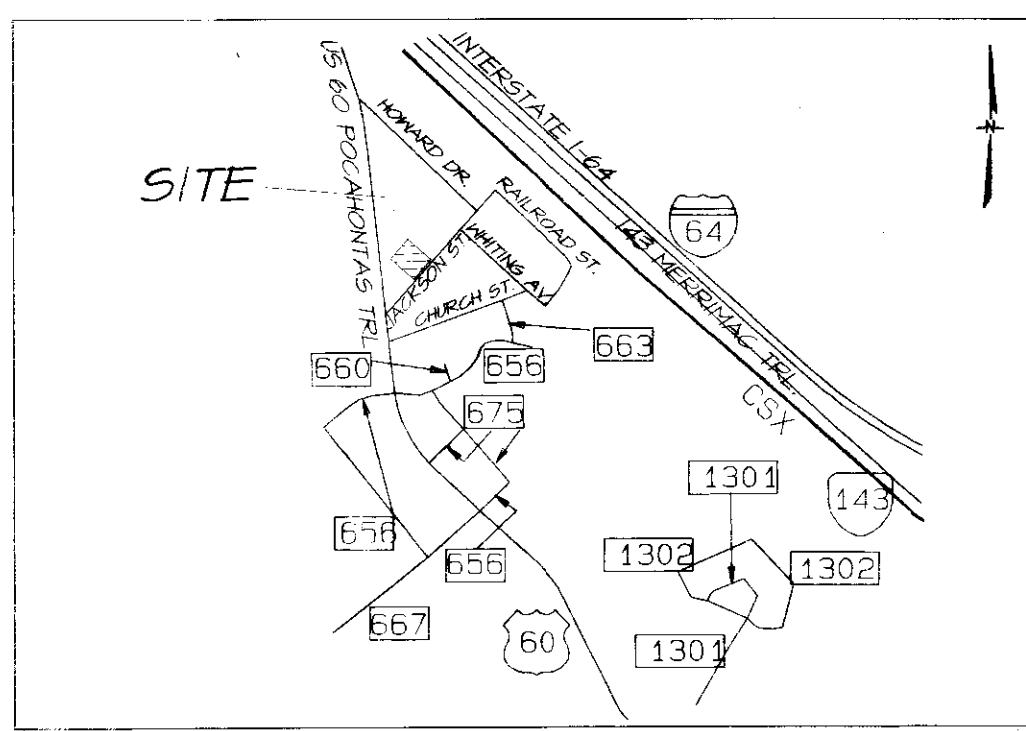 US 60 POCAHONTAS TRL
HOWARD DR.
INTERSTATE I-64
N
SITE
RAILROAD ST.
64
143 MERRIMAC TRL.
JACKSON ST.
WHITING AV.
CHURCH ST.
663
660
656
675
CSX
1301
143
656
656
1302
1302
667
60
1301